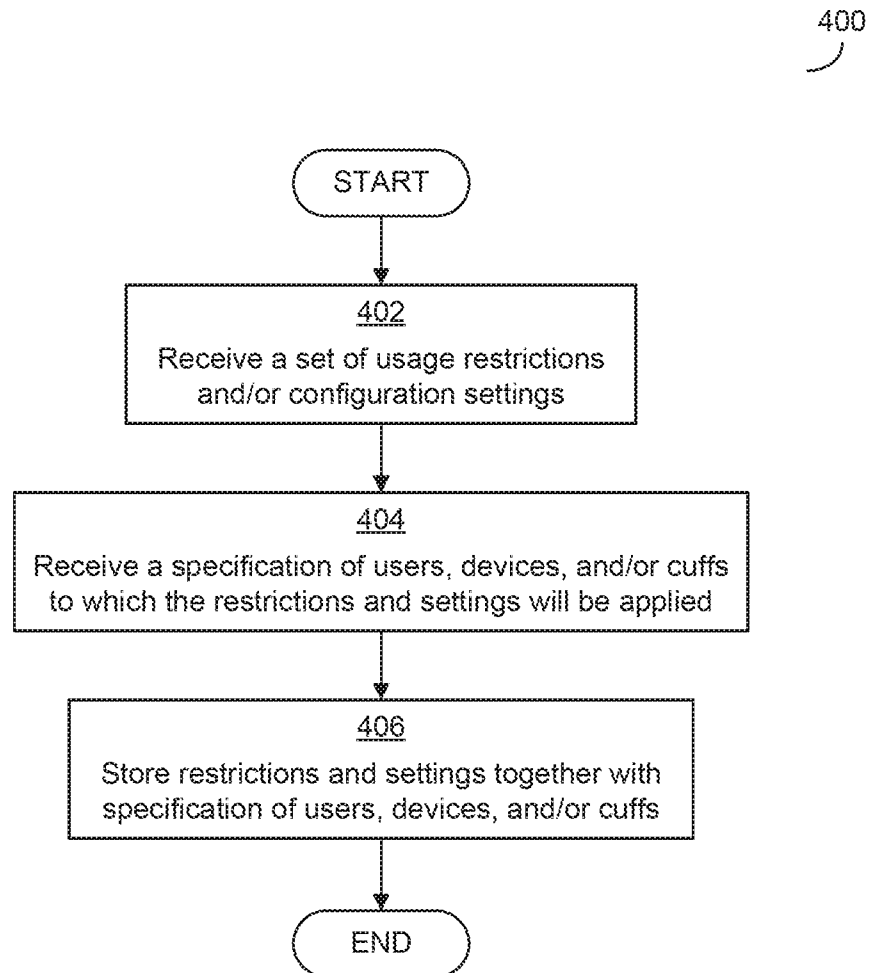 400
START
402
Receive a set of usage restrictions
and/or configuration settings
404
Receive a specification of users, devices, and/or cuffs
to which the restrictions and settings will be applied
406
Store restrictions and settings together with
specification of users, devices, and/or cuffs
END